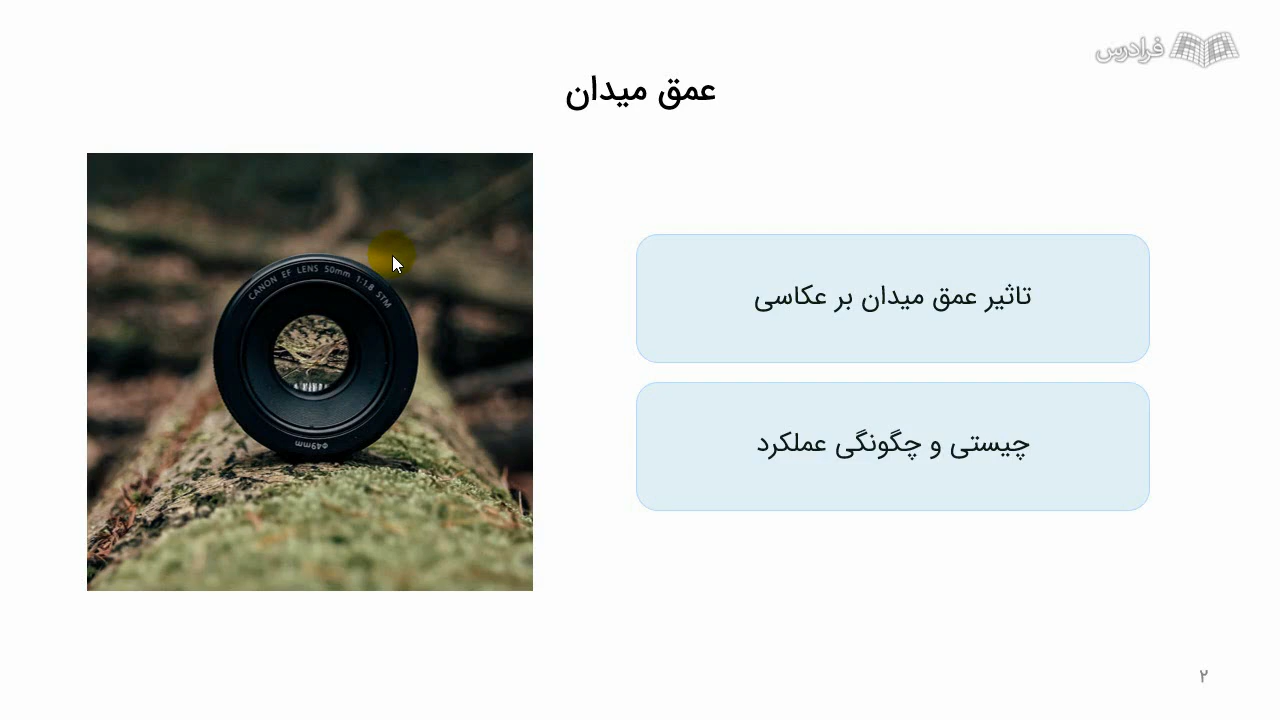 فرادرس
عمق میدان
تاثیر عمق میدان بر عکاسی
چیستی و چگونگی عملکرد
CANON EF LENS 50mm 1:1.8 STM
φ49mm
۲